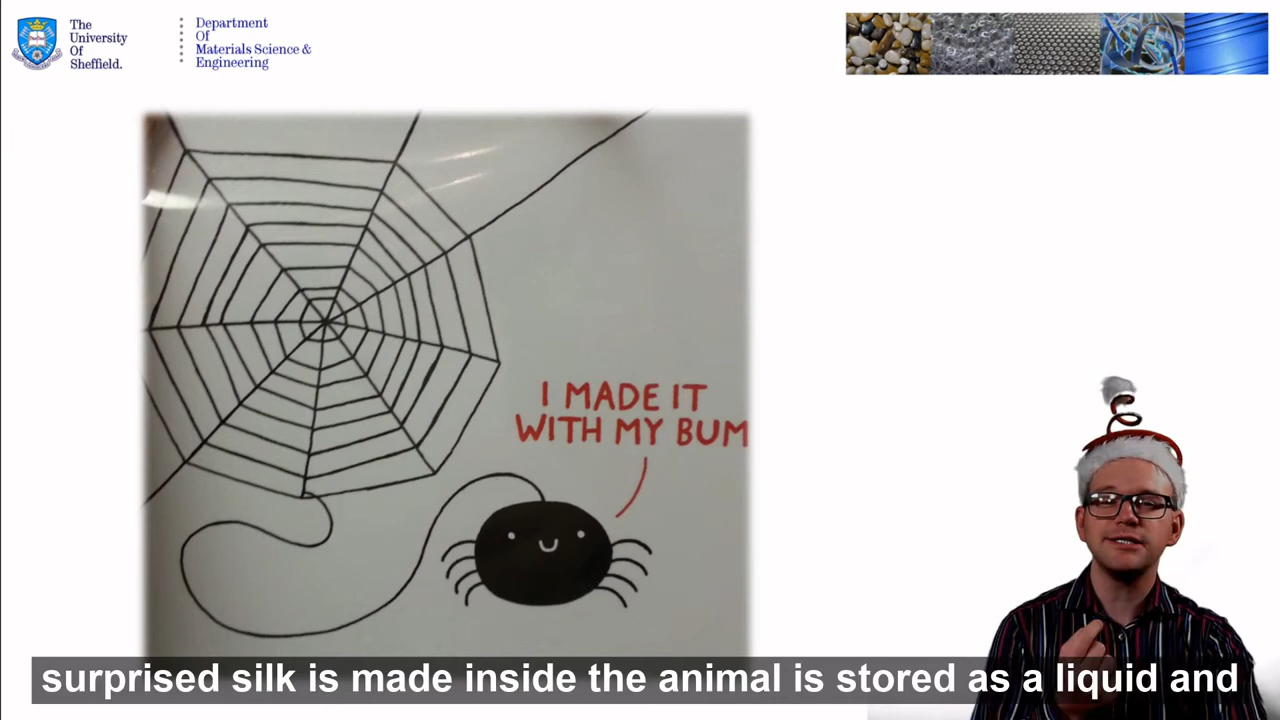 The
University
Of
Sheffield.
Department
Of
Materials Science &
Engineering
I MADE IT
WITH MY BUM
surprised silk is made inside the animal is stored as a liquid and